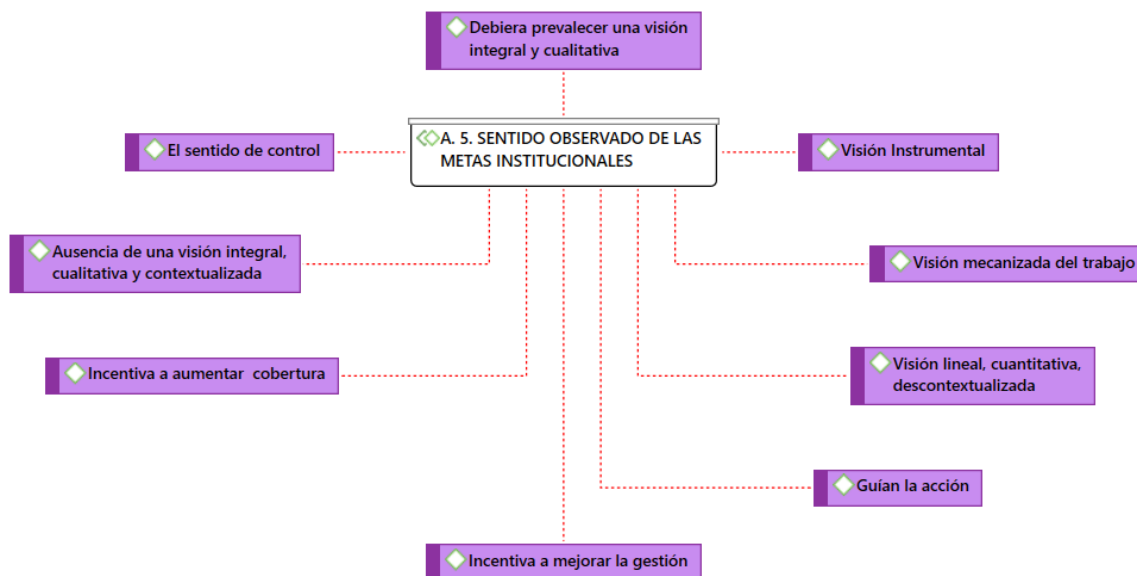 Debiera prevalecer una visión
integral y cualitativa
A. 5. SENTIDO OBSERVADO DE LAS
METAS INSTITUCIONALES
El sentido de control
Visión Instrumental
Ausencia de una visión integral,
cualitativa y contextualizada
Visión mecanizada del trabajo
Incentiva a aumentar cobertura
Visión lineal, cuantitativa,
descontextualizada
Guían la acción
Incentiva a mejorar la gestión